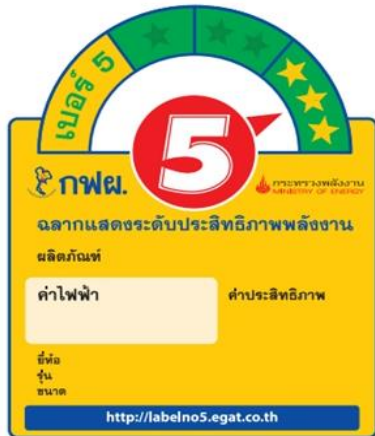 เบอร์ 5
5
กฟผ.
กระทรวงพลังงาน
MINISTRY OF ENERGY
ฉลากแสดงระดับประสิทธิภาพพลังงาน
ผลิตภัณฑ์
ค่าไฟฟ้า
ค่าประสิทธิภาพ
ยี่ห้อ
รุ่น
ขนาด
http://labelno5.egat.co.th